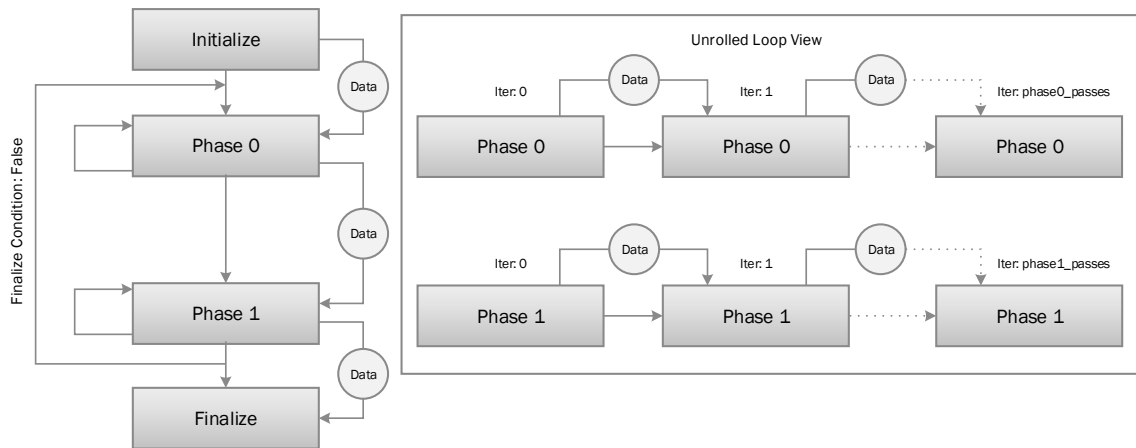 Initialize
Data
Phase 0
Data
Phase 1
Data
Finalize
Finalize Condition: False
Unrolled Loop View
Data
Data
Iter: 0
Iter: 1
Iter: phase0_passes
Phase 0
Phase 0
Phase 0
Data
Data
Iter: 0
Iter: 1
Iter: phase1_passes
Phase 1
Phase 1
Phase 1